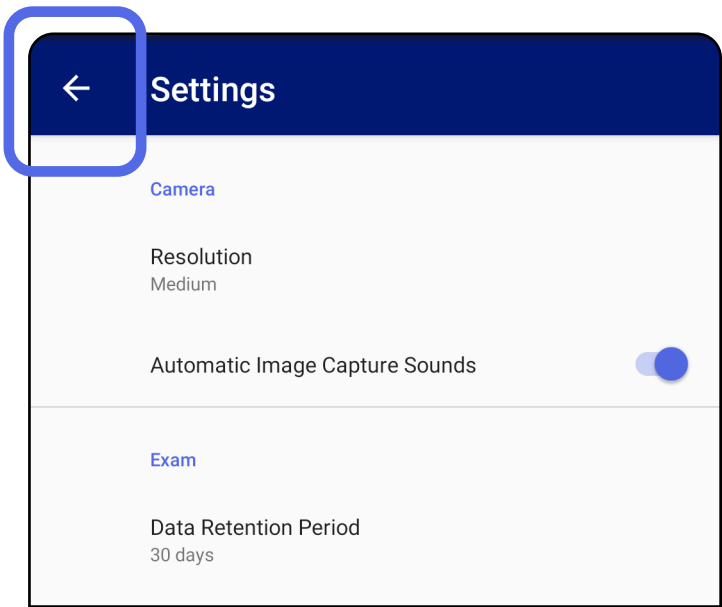 Settings
Camera
Resolution
Medium
Automatic Image Capture Sounds
Exam
Data Retention Period
30 days